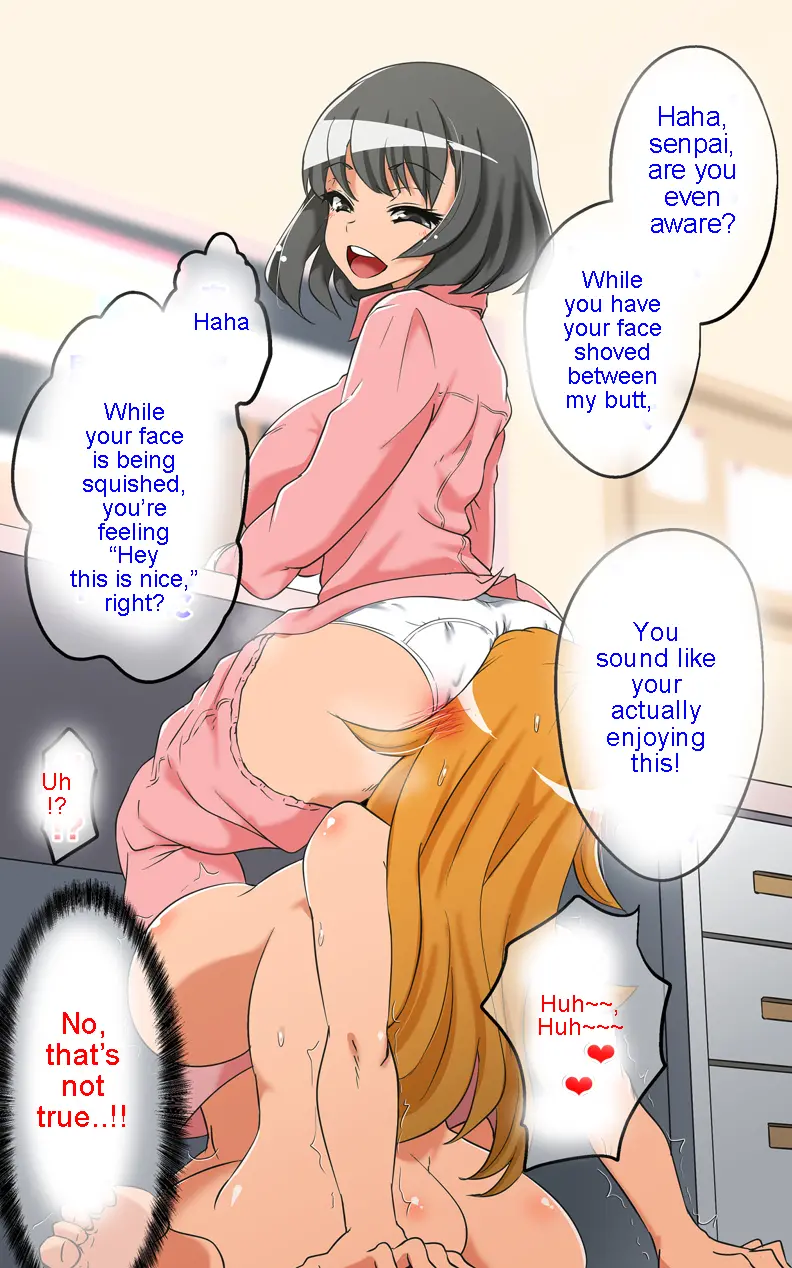 Haha,
senpai,
are you
even
aware?
While
you have
your face
shoved
between
my butt,
Haha
While
your face
is being
squished,
you're
feeling
“Hey
this is nice,”
right?
You
sound like
your
actually
enjoying
this!
Uh
!?
!?
No,
that's
not
true..!!
Huh~~,
Huh~~~